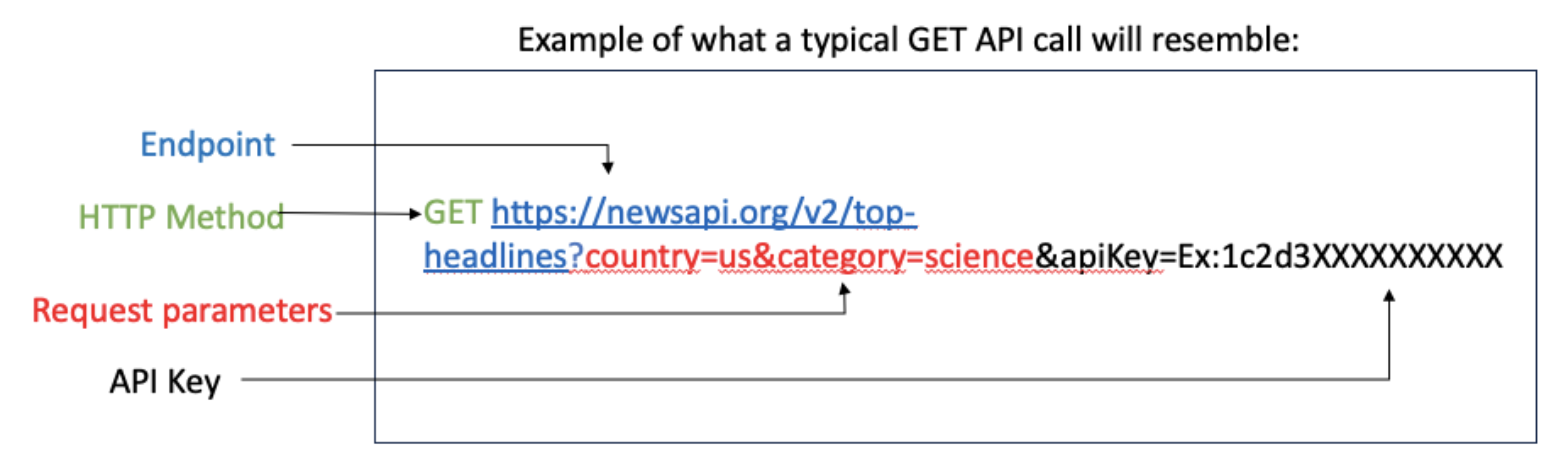 Example of what a typical GET API call will resemble:
Endpoint
HTTP Method
GET https://newsapi.org/v2/top-
headlines?country=us&category=science&apiKey=Ex:1c2d3XXXXXXXXXX
Request parameters
API Key